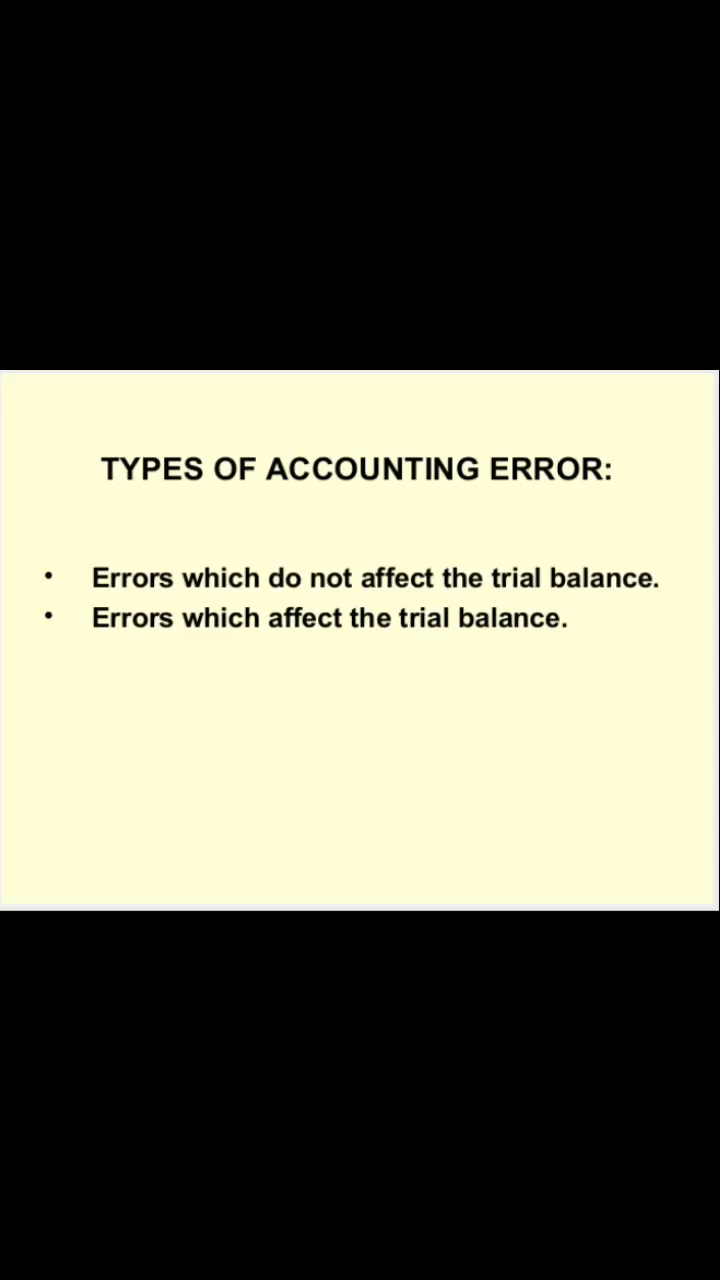 TYPES OF ACCOUNTING ERROR:
• Errors which do not affect the trial balance.
• Errors which affect the trial balance.